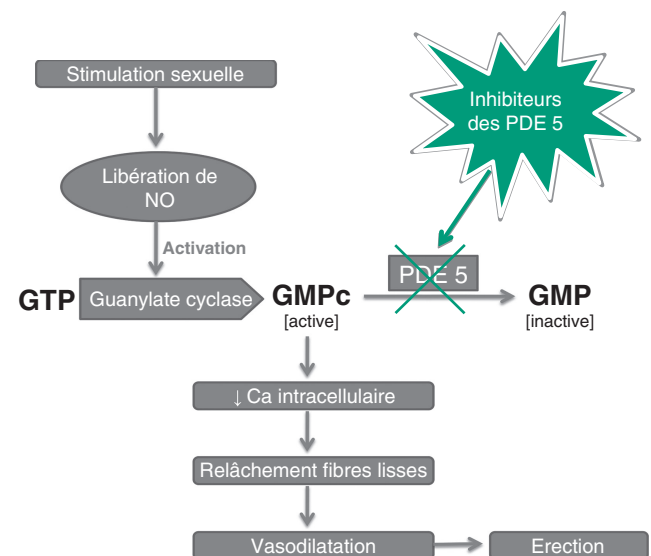 Stimulation sexuelle
Inhibiteurs
des PDE 5
Libération de
NO
Activation
PDE 5
GTP
Guanylate cyclase
GMPc
[active]
GMP
[inactive]
↓ Ca intracellulaire
Relâchement fibres lisses
Vasodilatation
Erection